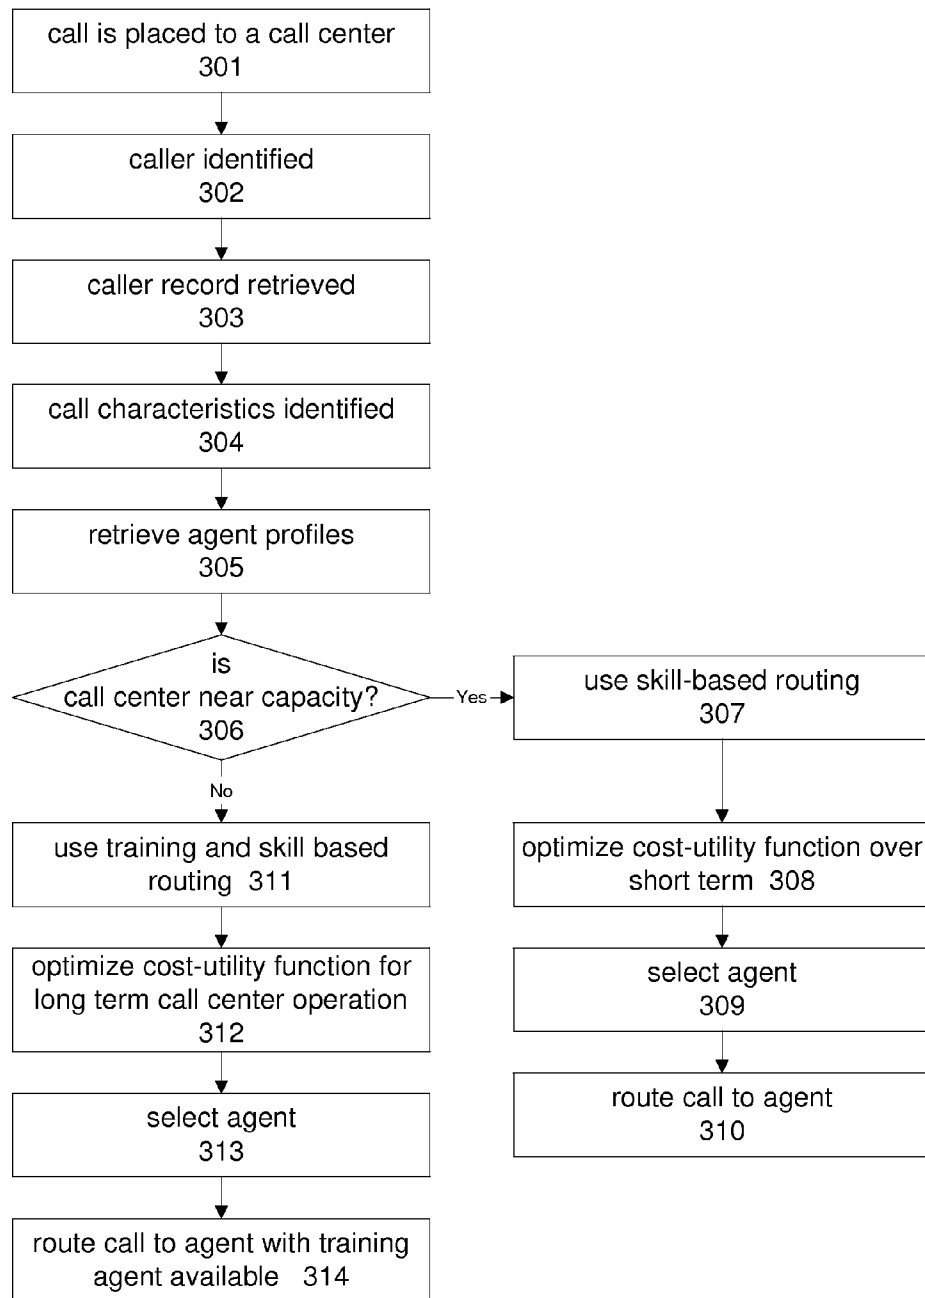 call is placed to a call center
301
caller identified
302
caller record retrieved
303
call characteristics identified
304
retrieve agent profiles
305
is
call center near capacity?
306
Yes
use skill-based routing
307
optimize cost-utility function over
short term 308
select agent
309
route call to agent
310
No
use training and skill based
routing 311
optimize cost-utility function for
long term call center operation
312
select agent
313
route call to agent with training
agent available 314